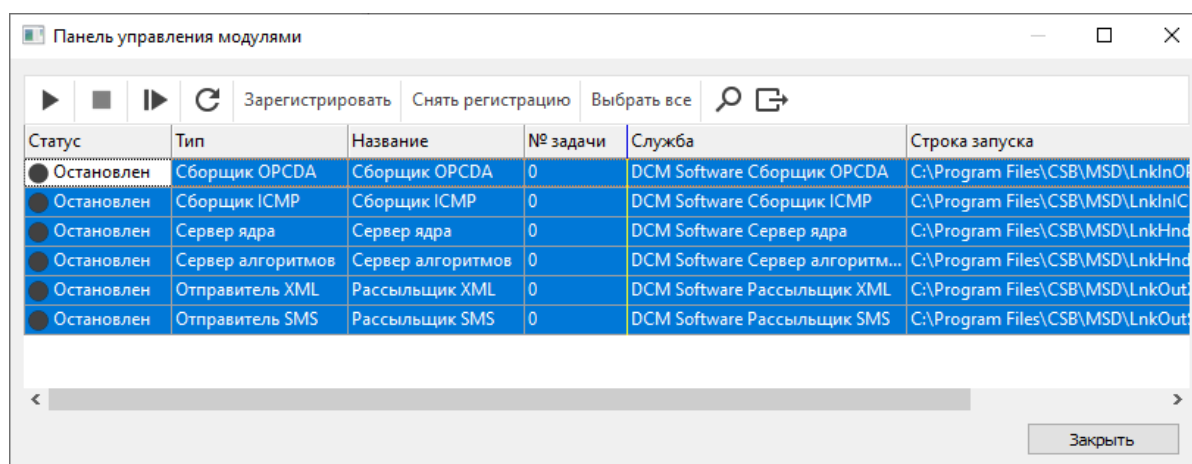 Панель управления модулями
Зарегистрировать Снять регистрацию Выбрать все
Статус Тип Название № задачи Служба Строка запуска
Остановлен Сборщик OPCDA Сборщик OPCDA 0 DCM Software Сборщик OPCDA C:\Program Files\CSB\MSD\LnkInOP
Остановлен Сборщик ICMP Сборщик ICMP 0 DCM Software Сборщик ICMP C:\Program Files\CSB\MSD\LnkInIC
Остановлен Сервер ядра Сервер ядра 0 DCM Software Сервер ядра C:\Program Files\CSB\MSD\LnkHnd
Остановлен Сервер алгоритмов Сервер алгоритмов 0 DCM Software Сервер алгоритм... C:\Program Files\CSB\MSD\LnkHnd
Остановлен Отправитель XML Рассыльщик XML 0 DCM Software Рассыльщик XML C:\Program Files\CSB\MSD\LnkOutX
Остановлен Отправитель SMS Рассыльщик SMS 0 DCM Software Рассыльщик SMS C:\Program Files\CSB\MSD\LnkOutS
Закрыть